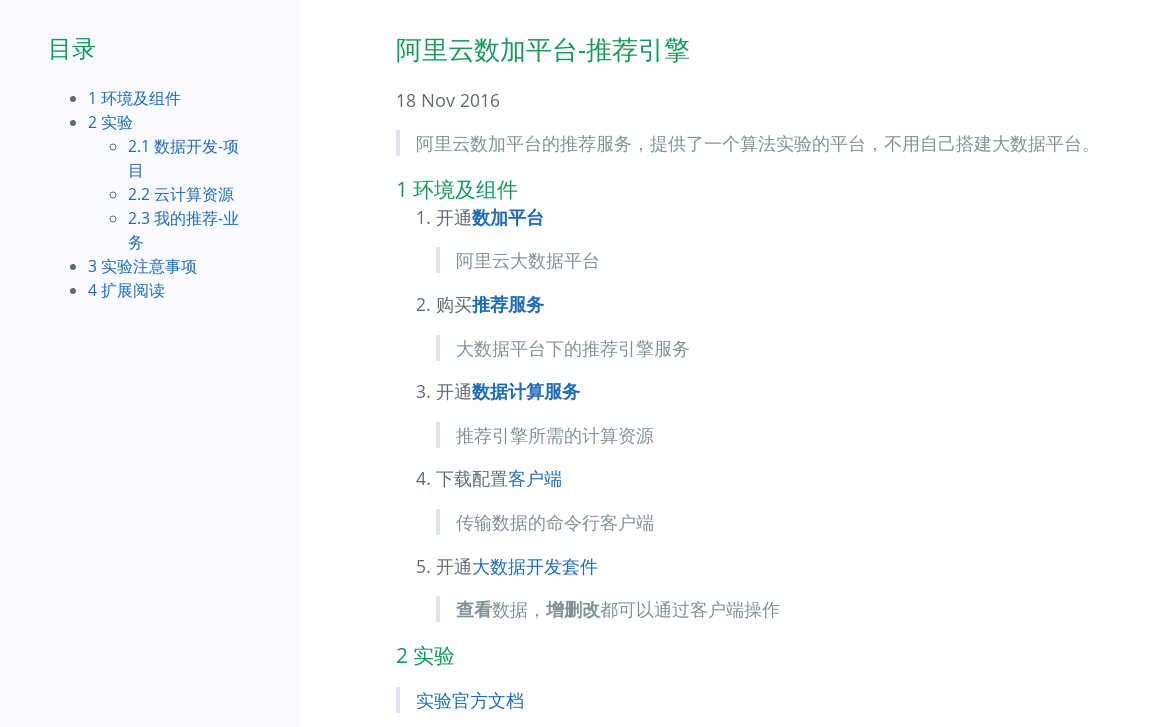 目录
1 环境及组件
2 实验
2.1 数据开发-项
目
2.2 云计算资源
2.3 我的推荐-业
务
3 实验注意事项
4 扩展阅读
阿里云数加平台-推荐引擎
18 Nov 2016
阿里云数加平台的推荐服务，提供了一个算法实验的平台，不用自己搭建大数据平台。
1 环境及组件
1. 开通数加平台
阿里云大数据平台
2. 购买推荐服务
大数据平台下的推荐引擎服务
3. 开通数据计算服务
推荐引擎所需的计算资源
4. 下载配置客户端
传输数据的命令行客户端
5. 开通大数据开发套件
查看数据，增删改都可以通过客户端操作
2 实验
实验官方文档